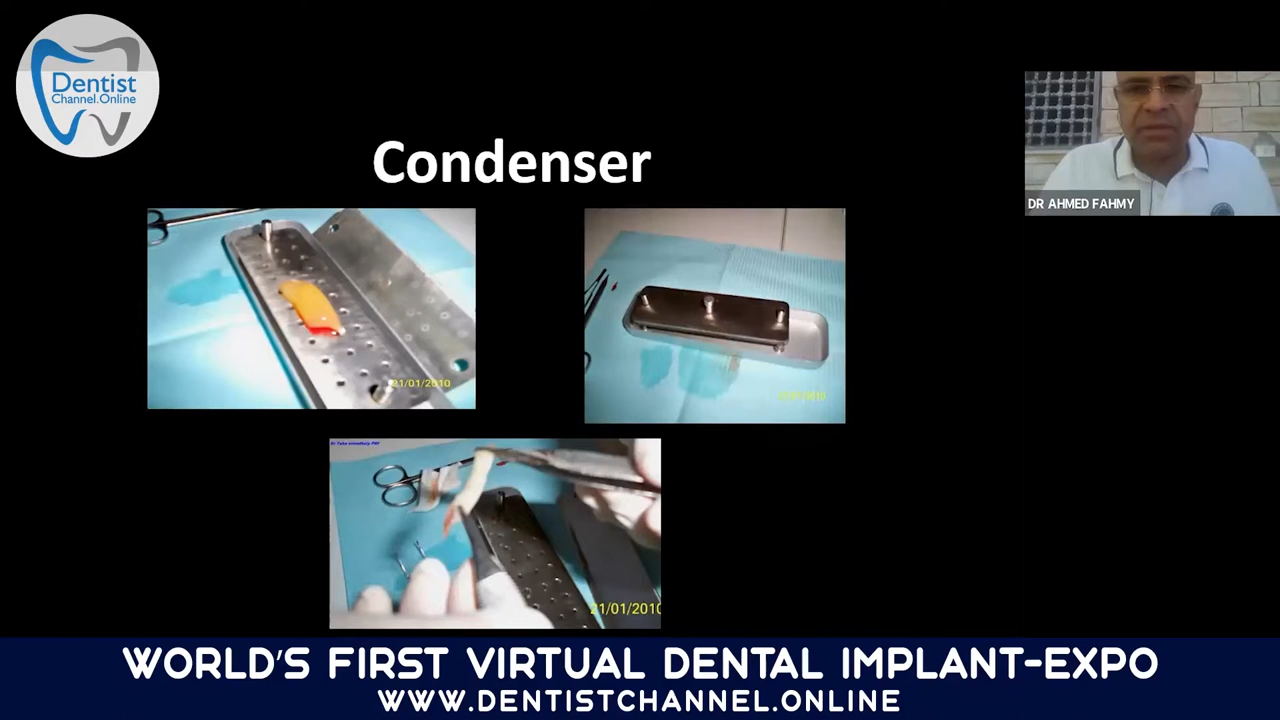 Dentist
Channel.Online
Condenser
DR AHMED FAHMY
21/01/2010
21/01/2010
WORLD'S FIRST VIRTUAL DENTAL IMPLANT-EXPO
WWW.DENTISTCHANNEL.ONLINE